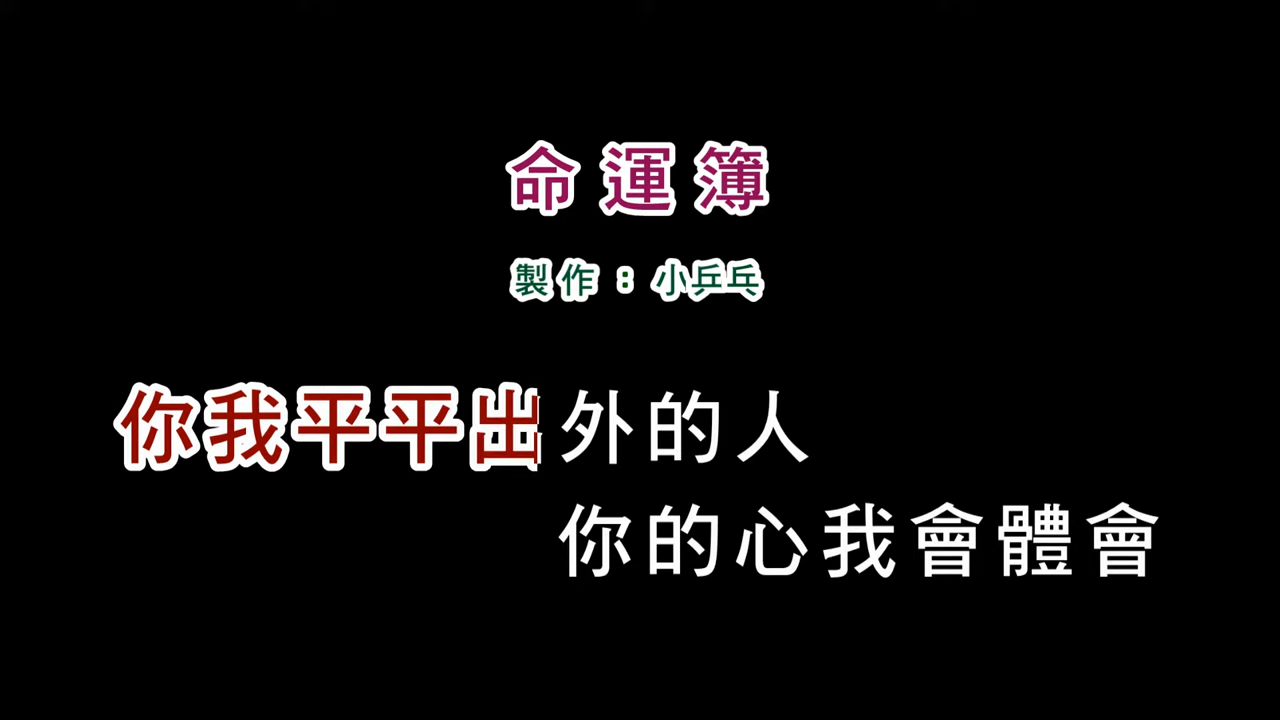 命運簿
製作：小乒乓
你我平平出外的人
你的心我會體會